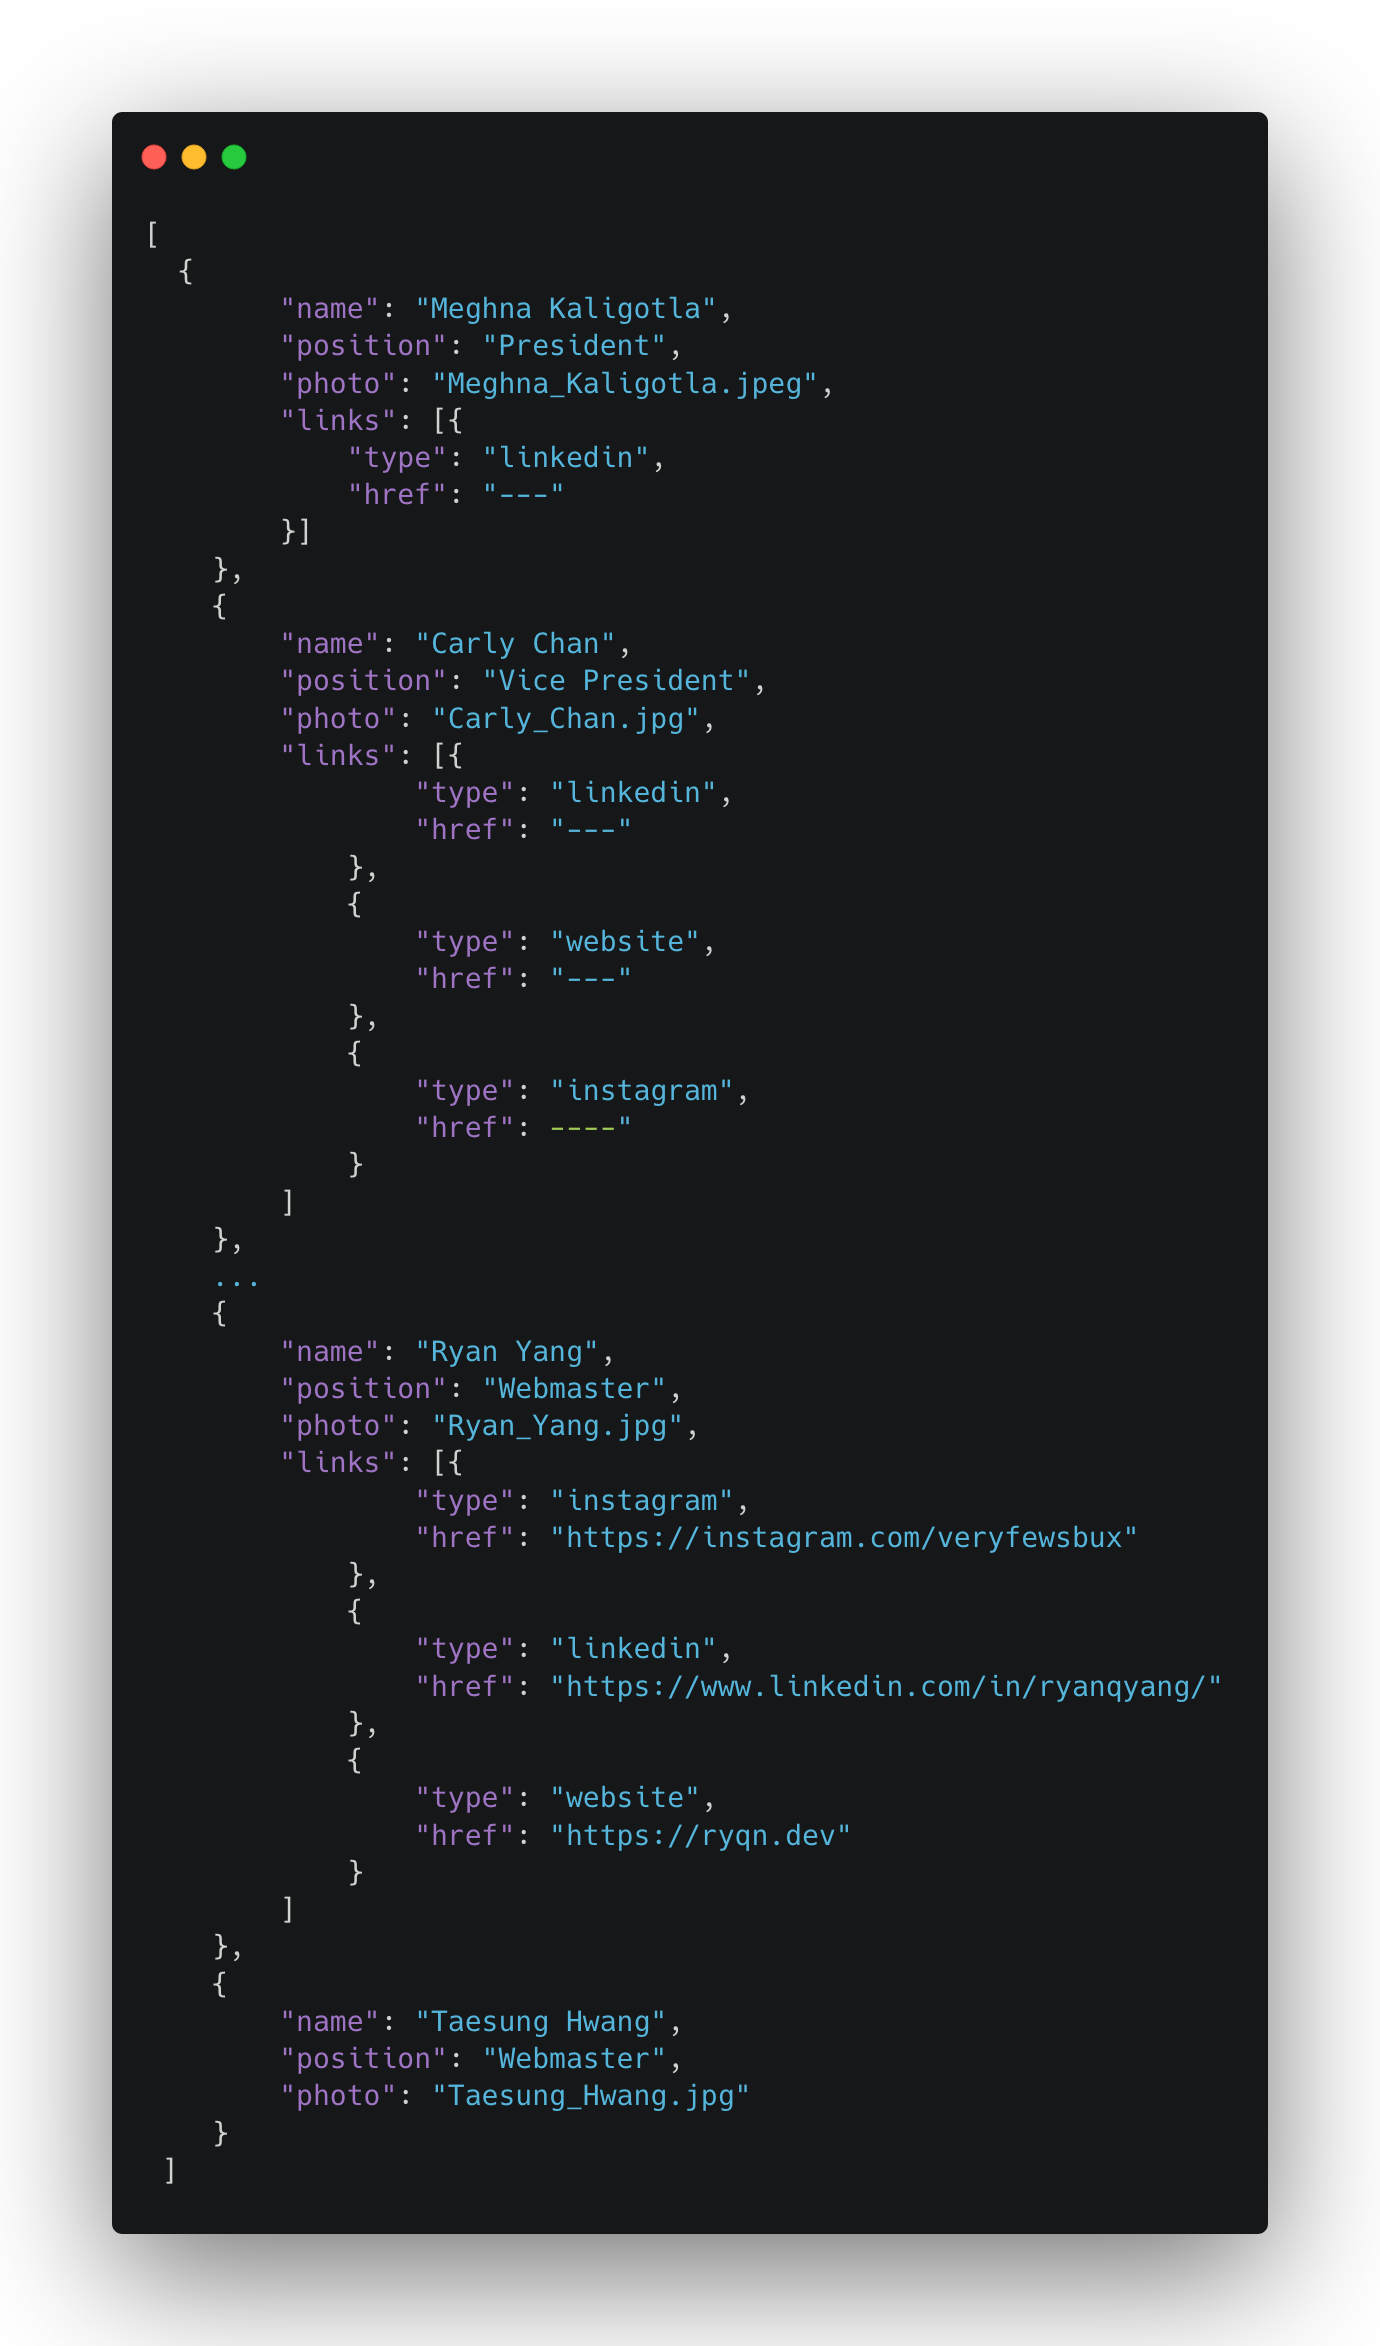 [
  {
        "name": "Meghna Kaligotla",
        "position": "President",
        "photo": "Meghna_Kaligotla.jpeg",
        "links": [{
            "type": "linkedin",
            "href": "---"
        }]
    },
    {
        "name": "Carly Chan",
        "position": "Vice President",
        "photo": "Carly_Chan.jpg",
        "links": [{
                "type": "linkedin",
                "href": "---"
            },
            {
                "type": "website",
                "href": "---"
            },
            {
                "type": "instagram",
                "href": ----"
            }
        ]
    },
    ...
    {
        "name": "Ryan Yang",
        "position": "Webmaster",
        "photo": "Ryan_Yang.jpg",
        "links": [{
                "type": "instagram",
                "href": "https://instagram.com/veryfewsbux"
            },
            {
                "type": "linkedin",
                "href": "https://www.linkedin.com/in/ryanqyang/"
            },
            {
                "type": "website",
                "href": "https://ryqn.dev"
            }
        ]
    },
    {
        "name": "Taesung Hwang",
        "position": "Webmaster",
        "photo": "Taesung_Hwang.jpg"
    }
 ]